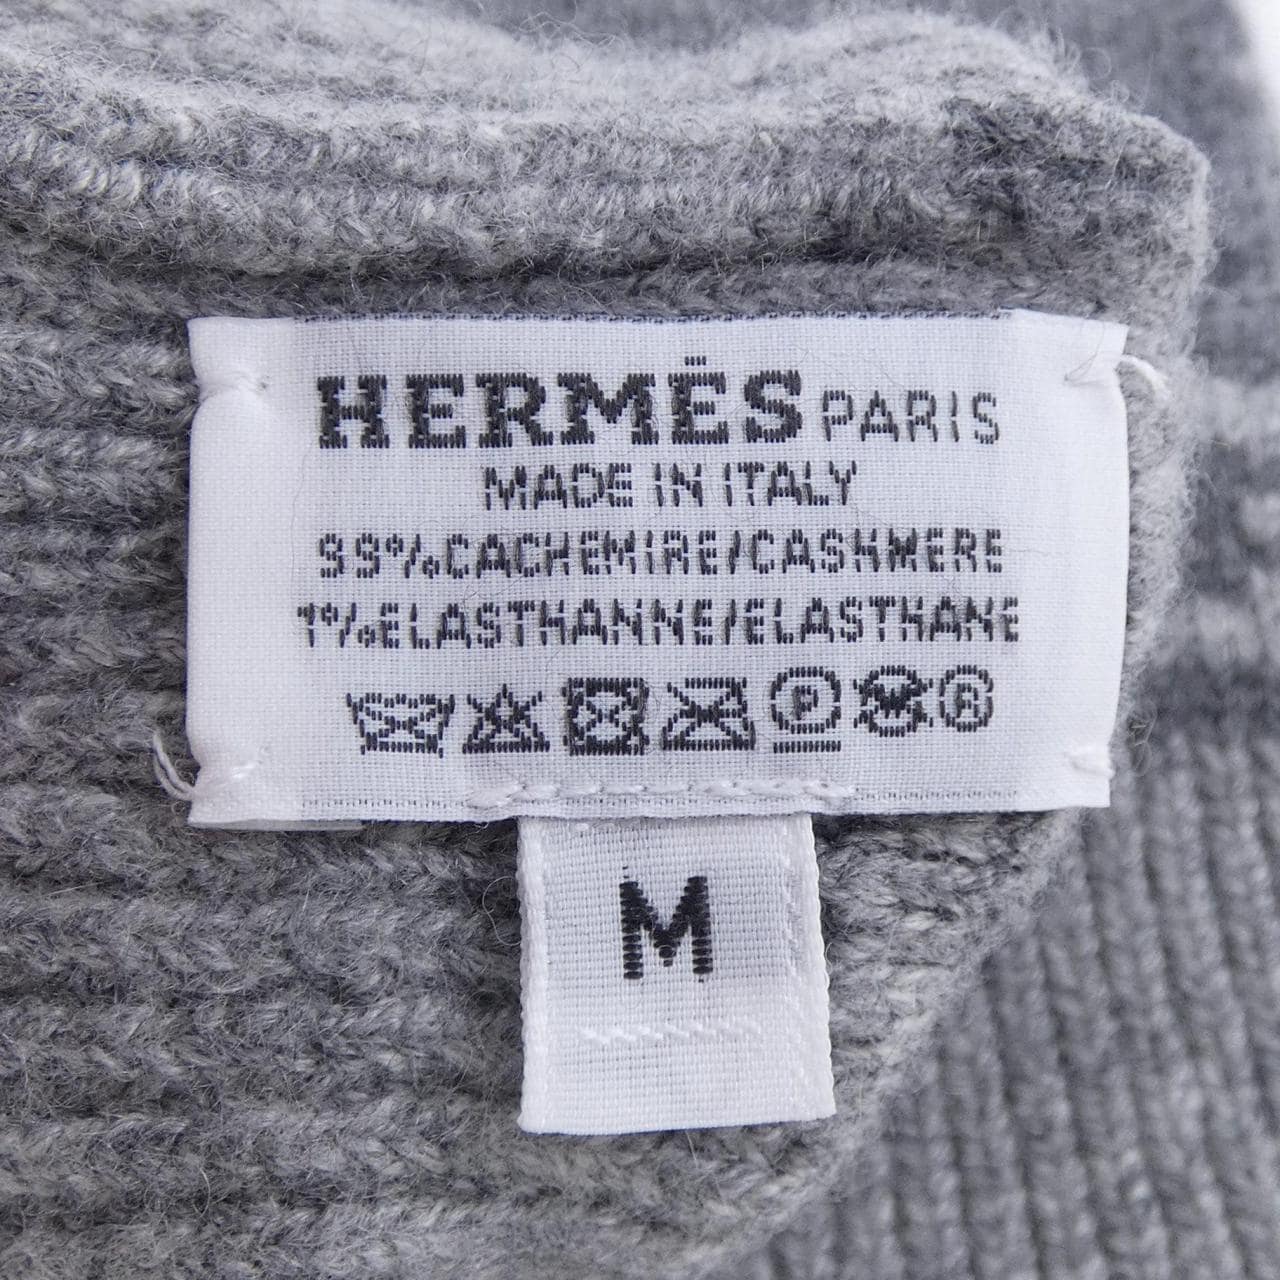 HERMÈS PARIS
MADE IN ITALY
99%CACHEMIRE/CASHMERE
1%ELASTHANNE/ELASTHANE
P R
M